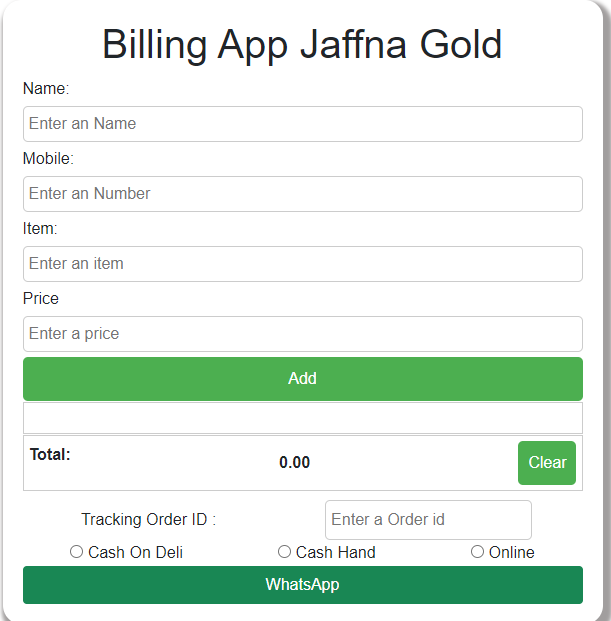 Billing App Jaffna Gold
Name:
Enter an Name
Mobile:
Enter an Number
Item:
Enter an item
Price
Enter a price
Add
Total: 0.00 Clear
Tracking Order ID : Enter a Order id
Cash On Deli Cash Hand Online
WhatsApp